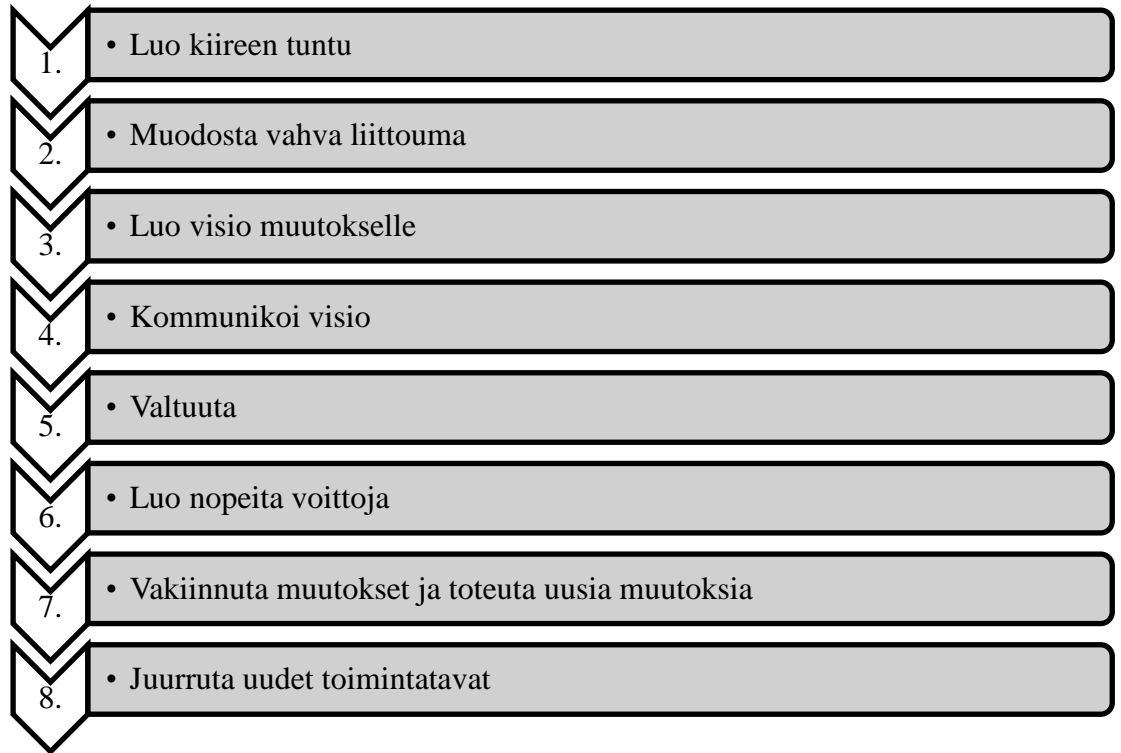 1. • Luo kiireen tuntu
2. • Muodosta vahva liittouma
3. • Luo visio muutokselle
4. • Kommunikoi visio
5. • Valtuuta
6. • Luo nopeita voittoja
7. • Vakiinnuta muutokset ja toteuta uusia muutoksia
8. • Juurruta uudet toimintatavat